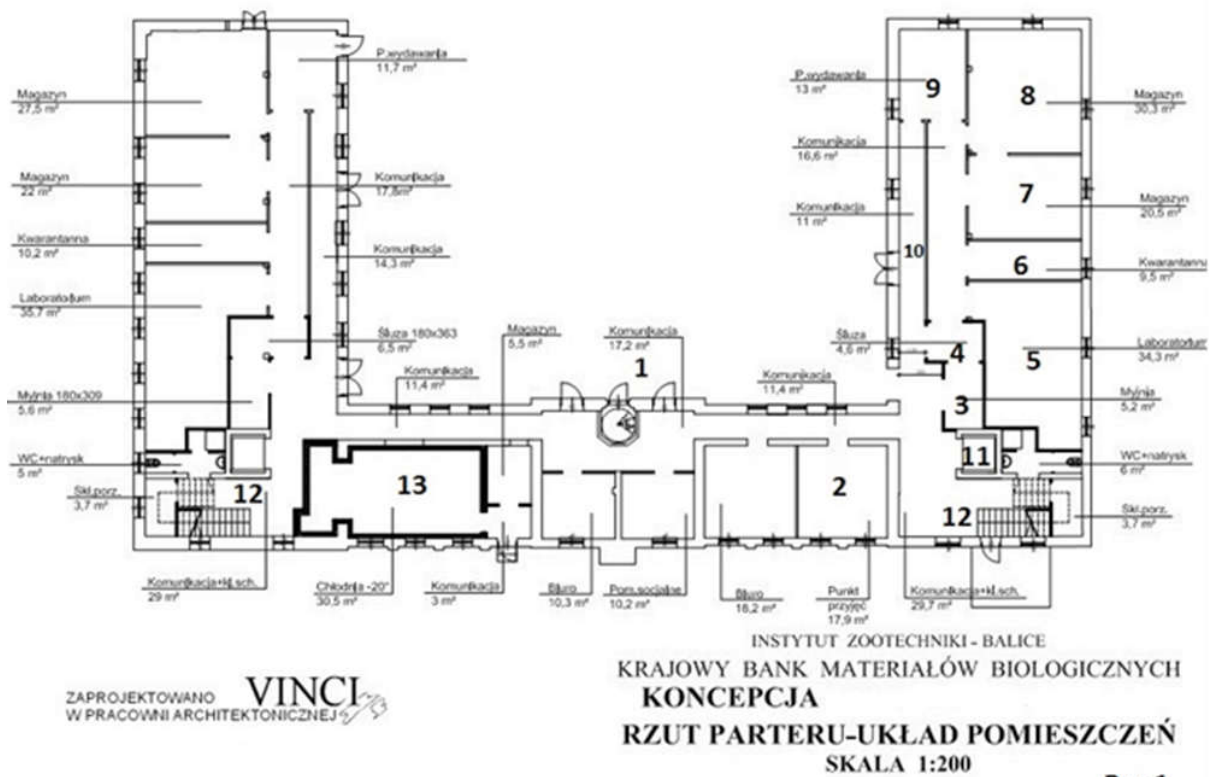 P.wydawania
11,7 m²
Magazyn
27,5 m²
Magazyn
22 m²
Komunikacja
17,8m²
Kwarantanna
10,2 m²
Komunikacja
14,3 m²
Laboratorium
35,7 m²
Śluza 180x363
6,5 m²
Magazyn
5,5 m²
Komunikacja
11,4 m²
Myjnia 180x309
5,6 m²
WC+natrysk
5 m²
Skł.porz.
3,7 m²
12
13
Komunikacja+kl.sch.
29 m²
Chłodnia -20°
30,5 m²
Komunikacja
3 m²
Biuro
10,3 m²
Pom.socjalne
10,2 m²
Komunikacja
17,2 m²
1
Komunikacja
11,4 m²
2
Biuro
18,2 m²
Punkt
przyjęć
17,9 m²
Komunikacja+kl.sch.
29,7 m²
P.wydawania
13 m²
9
8
Magazyn
30,3 m²
Komunikacja
16,6 m²
7
Magazyn
20,5 m²
Komunikacja
11 m²
10
6
Kwarantanna
9,5 m²
Śluza
4,6 m²
4
5
Laboratorium
34,3 m²
3
Myjnia
5,2 m²
11
WC+natrysk
6 m²
12
Skł.porz.
3,7 m²
ZAPROJEKTOWANO VINCI
W PRACOWNI ARCHITEKTONICZNEJ
INSTYTUT ZOOTECHNIKI - BALICE
KRAJOWY BANK MATERIAŁÓW BIOLOGICZNYCH
KONCEPCJA
RZUT PARTERU-UKŁAD POMIESZCZEŃ
SKALA 1:200